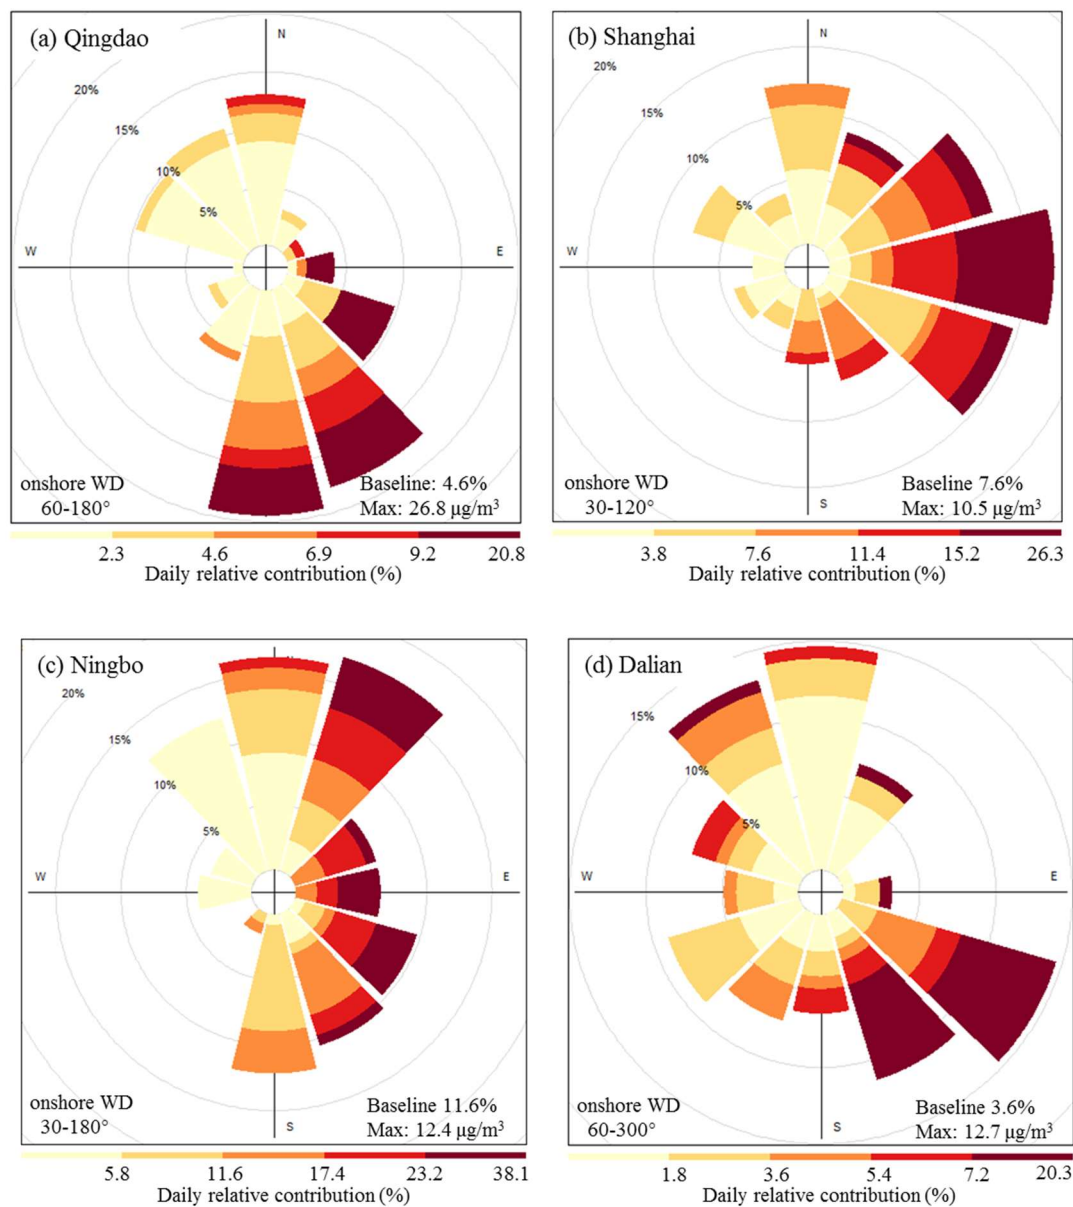 (a) Qingdao
N
20%
15%
10%
5%
W
E
onshore WD
60-180°
Baseline: 4.6%
Max: 26.8 μg/m³
2.3 4.6 6.9 9.2 20.8
Daily relative contribution (%)
(b) Shanghai
N
20%
15%
10%
5%
W
E
S
onshore WD
30-120°
Baseline 7.6%
Max: 10.5 μg/m³
3.8 7.6 11.4 15.2 26.3
Daily relative contribution (%)
(c) Ningbo
20%
15%
10%
5%
W
E
S
onshore WD
30-180°
Baseline 11.6%
Max: 12.4 μg/m³
5.8 11.6 17.4 23.2 38.1
Daily relative contribution (%)
(d) Dalian
15%
10%
5%
W
E
onshore WD
60-300°
Baseline 3.6%
Max: 12.7 μg/m³
1.8 3.6 5.4 7.2 20.3
Daily relative contribution (%)